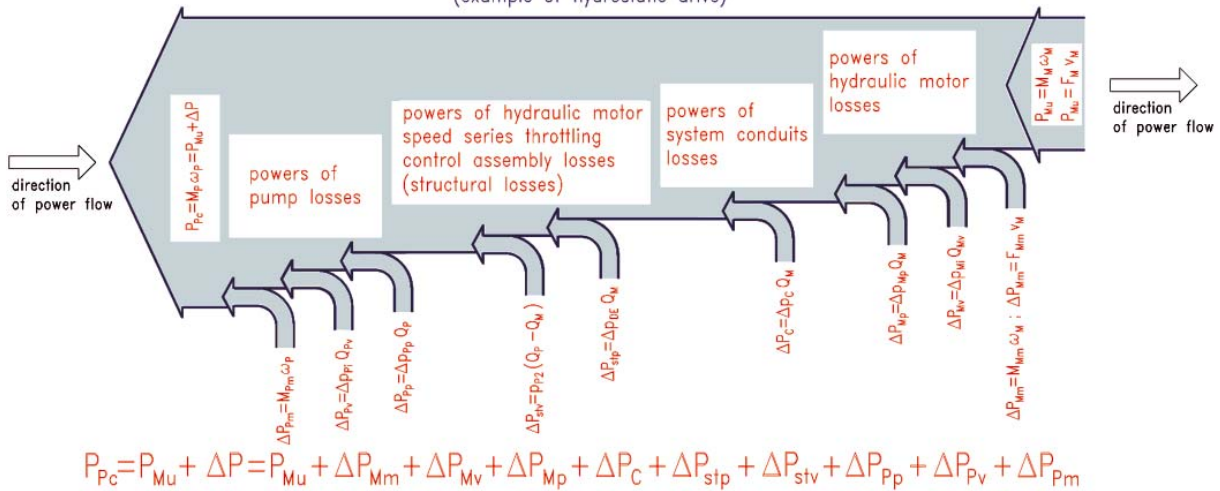 (example of hydrostatic drive)
direction
of power flow
P_Pc=M_P ω_P=P_Mu+ΔP
powers of
pump losses
powers of hydraulic motor
speed series throttling
control assembly losses
(structural losses)
powers of
system conduits
losses
powers of
hydraulic motor
losses
P_Mu=M_M ω_M
P_Mu=F_M v_M
direction
of power flow
ΔP_Pm=M_Pm ω_P
ΔP_Pv=Δp_Pi Q_Pv
ΔP_Pp=Δp_Pp Q_P
ΔP_stv=p_P2(Q_P-Q_M)
ΔP_stp=Δp_DE Q_M
ΔP_C=Δp_C Q_M
ΔP_Mp=Δp_Mp Q_M
ΔP_Mv=Δp_Mi Q_Mv
ΔP_Mm=M_Mm ω_M ; ΔP_Mm=F_Mm v_M
P_Pc=P_Mu+ ΔP=P_Mu+ΔP_Mm+ΔP_Mv+ΔP_Mp+ΔP_C+ΔP_stp+ΔP_stv+ΔP_Pp+ΔP_Pv+ΔP_Pm